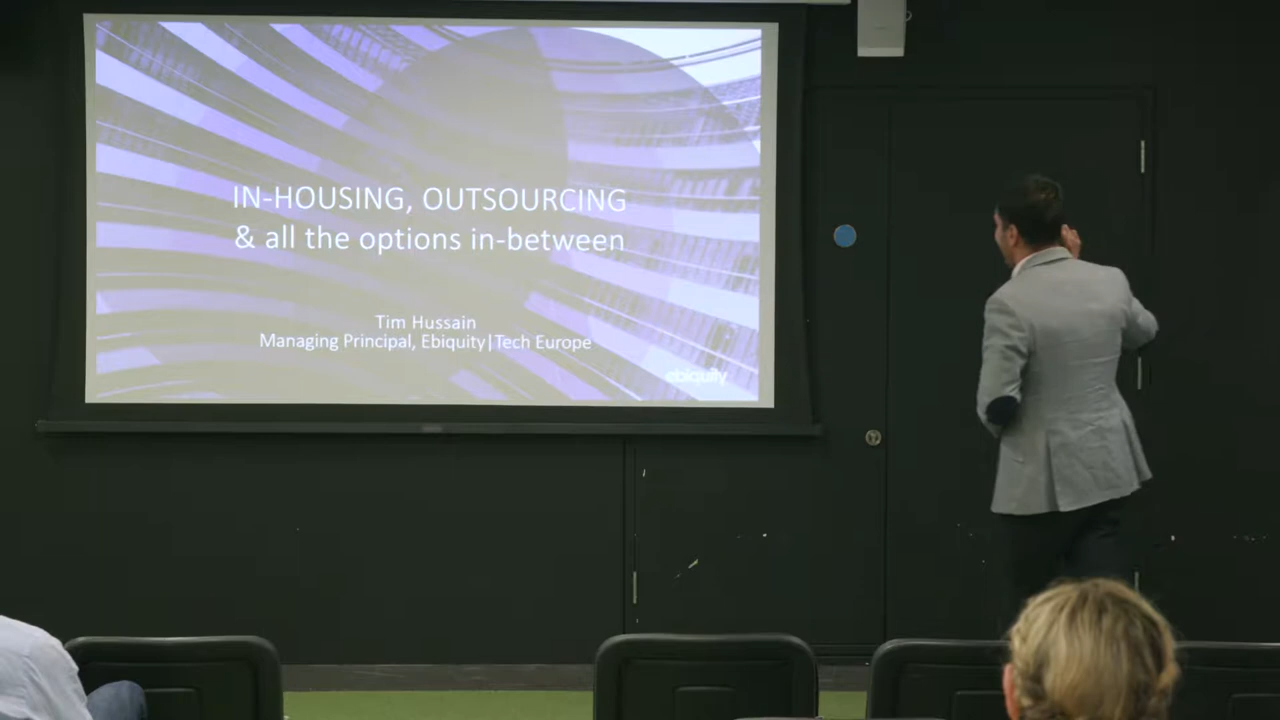 IN-HOUSING, OUTSOURCING
& all the options in-between
Tim Hussain
Managing Principal, Ebiquity|Tech Europe
ebiquity